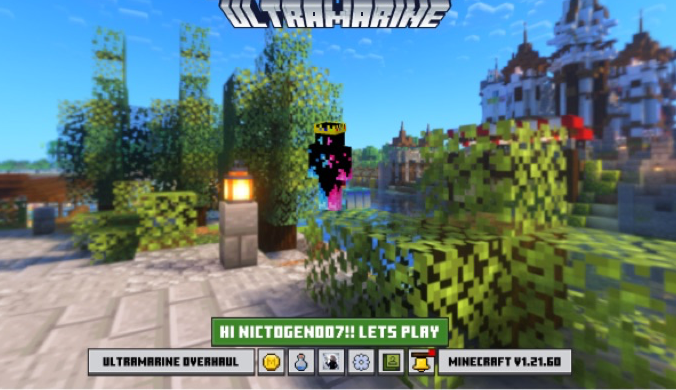 ULTRAMARINE
HI NICTOGEN007!! LETS PLAY
ULTRAMARINE OVERHAUL
MINECRAFT V1.21.60